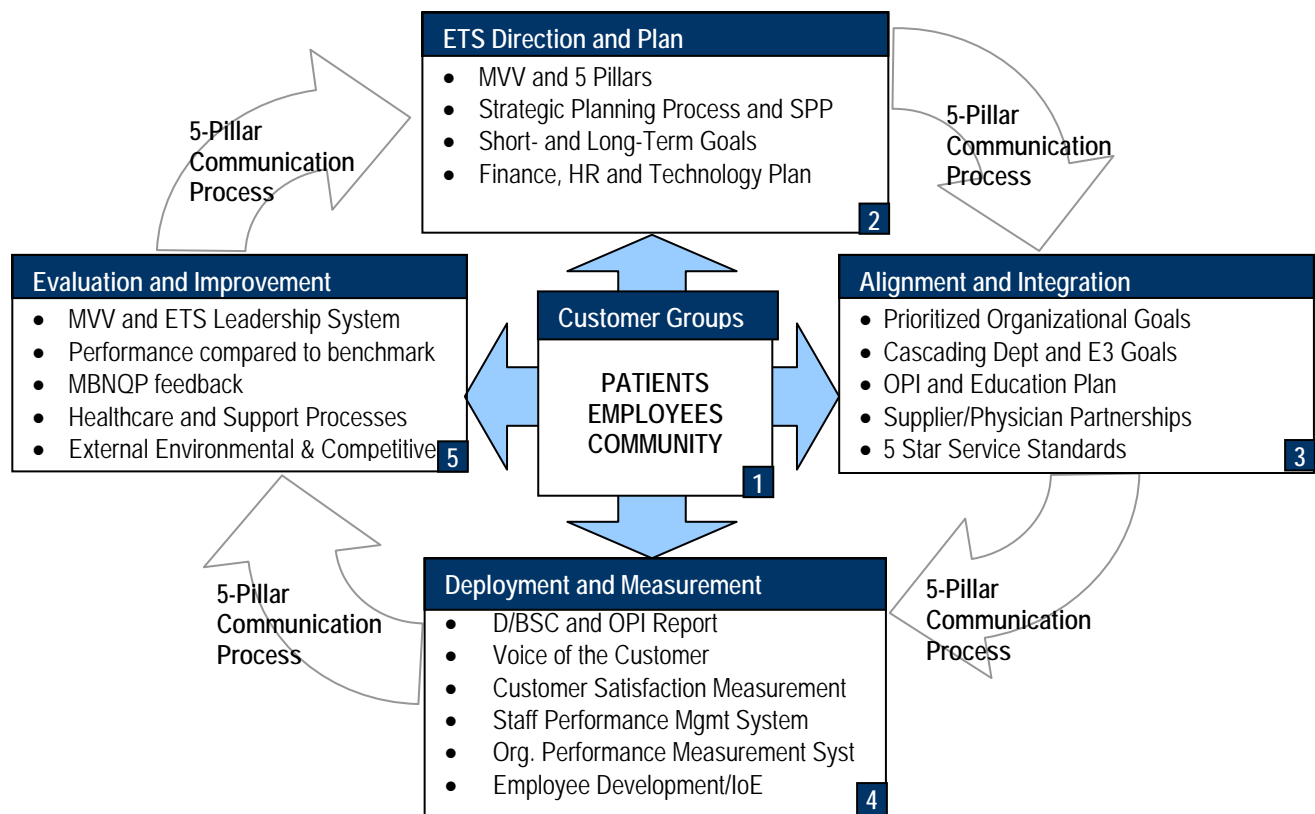 ETS Direction and Plan
• MVV and 5 Pillars
• Strategic Planning Process and SPP
• Short- and Long-Term Goals
• Finance, HR and Technology Plan
2
5-Pillar
Communication
Process
5-Pillar
Communication
Process
Evaluation and Improvement
• MVV and ETS Leadership System
• Performance compared to benchmark
• MBNQP feedback
• Healthcare and Support Processes
• External Environmental & Competitive
5
Customer Groups
PATIENTS
EMPLOYEES
COMMUNITY
1
Alignment and Integration
• Prioritized Organizational Goals
• Cascading Dept and E3 Goals
• OPI and Education Plan
• Supplier/Physician Partnerships
• 5 Star Service Standards
3
5-Pillar
Communication
Process
Deployment and Measurement
• D/BSC and OPI Report
• Voice of the Customer
• Customer Satisfaction Measurement
• Staff Performance Mgmt System
• Org. Performance Measurement Syst
• Employee Development/IoE
4
5-Pillar
Communication
Process